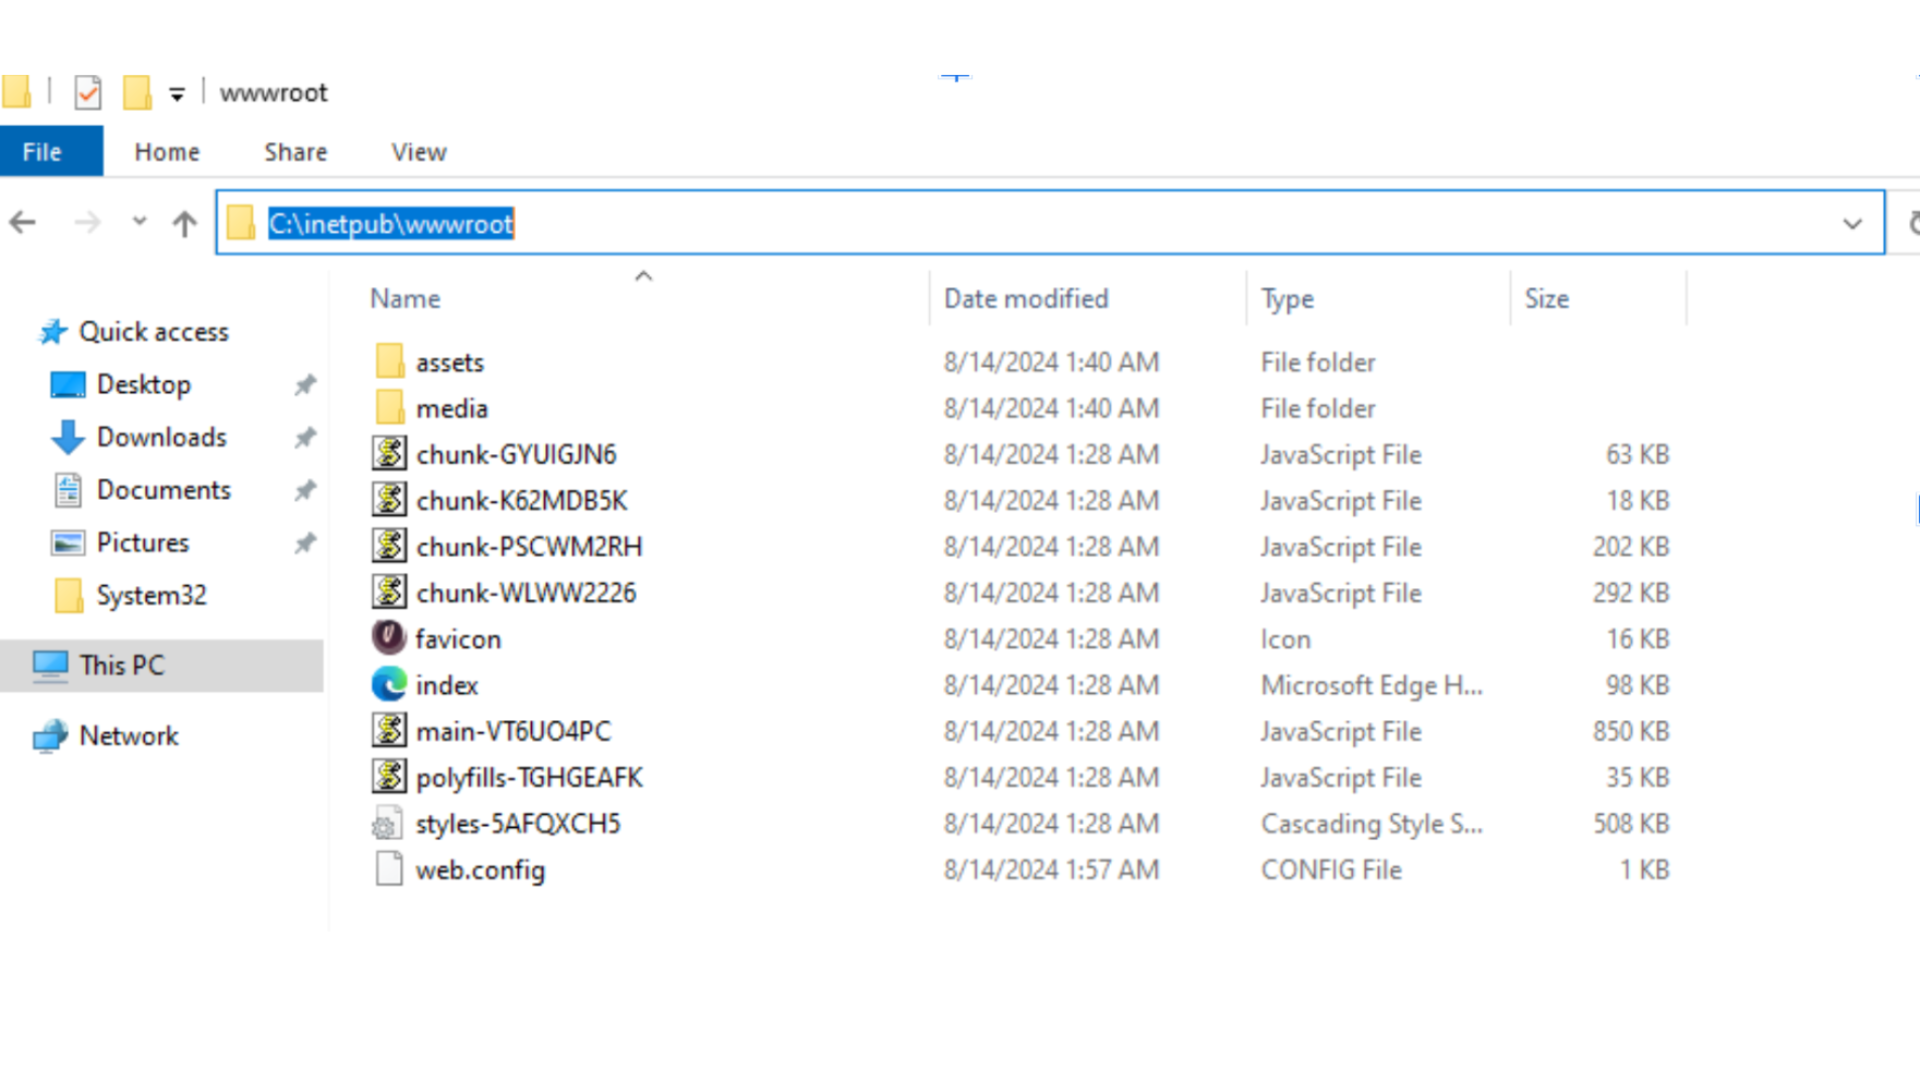 wwwroot
File Home Share View
C:\inetpub\wwwroot
Name Date modified Type Size
Quick access
Desktop
Downloads
Documents
Pictures
System32
This PC
Network
assets 8/14/2024 1:40 AM File folder
media 8/14/2024 1:40 AM File folder
chunk-GYUIGJN6 8/14/2024 1:28 AM JavaScript File 63 KB
chunk-K62MDB5K 8/14/2024 1:28 AM JavaScript File 18 KB
chunk-PSCWM2RH 8/14/2024 1:28 AM JavaScript File 202 KB
chunk-WLWW2226 8/14/2024 1:28 AM JavaScript File 292 KB
favicon 8/14/2024 1:28 AM Icon 16 KB
index 8/14/2024 1:28 AM Microsoft Edge H... 98 KB
main-VT6UO4PC 8/14/2024 1:28 AM JavaScript File 850 KB
polyfills-TGHGEAFK 8/14/2024 1:28 AM JavaScript File 35 KB
styles-5AFQXCH5 8/14/2024 1:28 AM Cascading Style S... 508 KB
web.config 8/14/2024 1:57 AM CONFIG File 1 KB